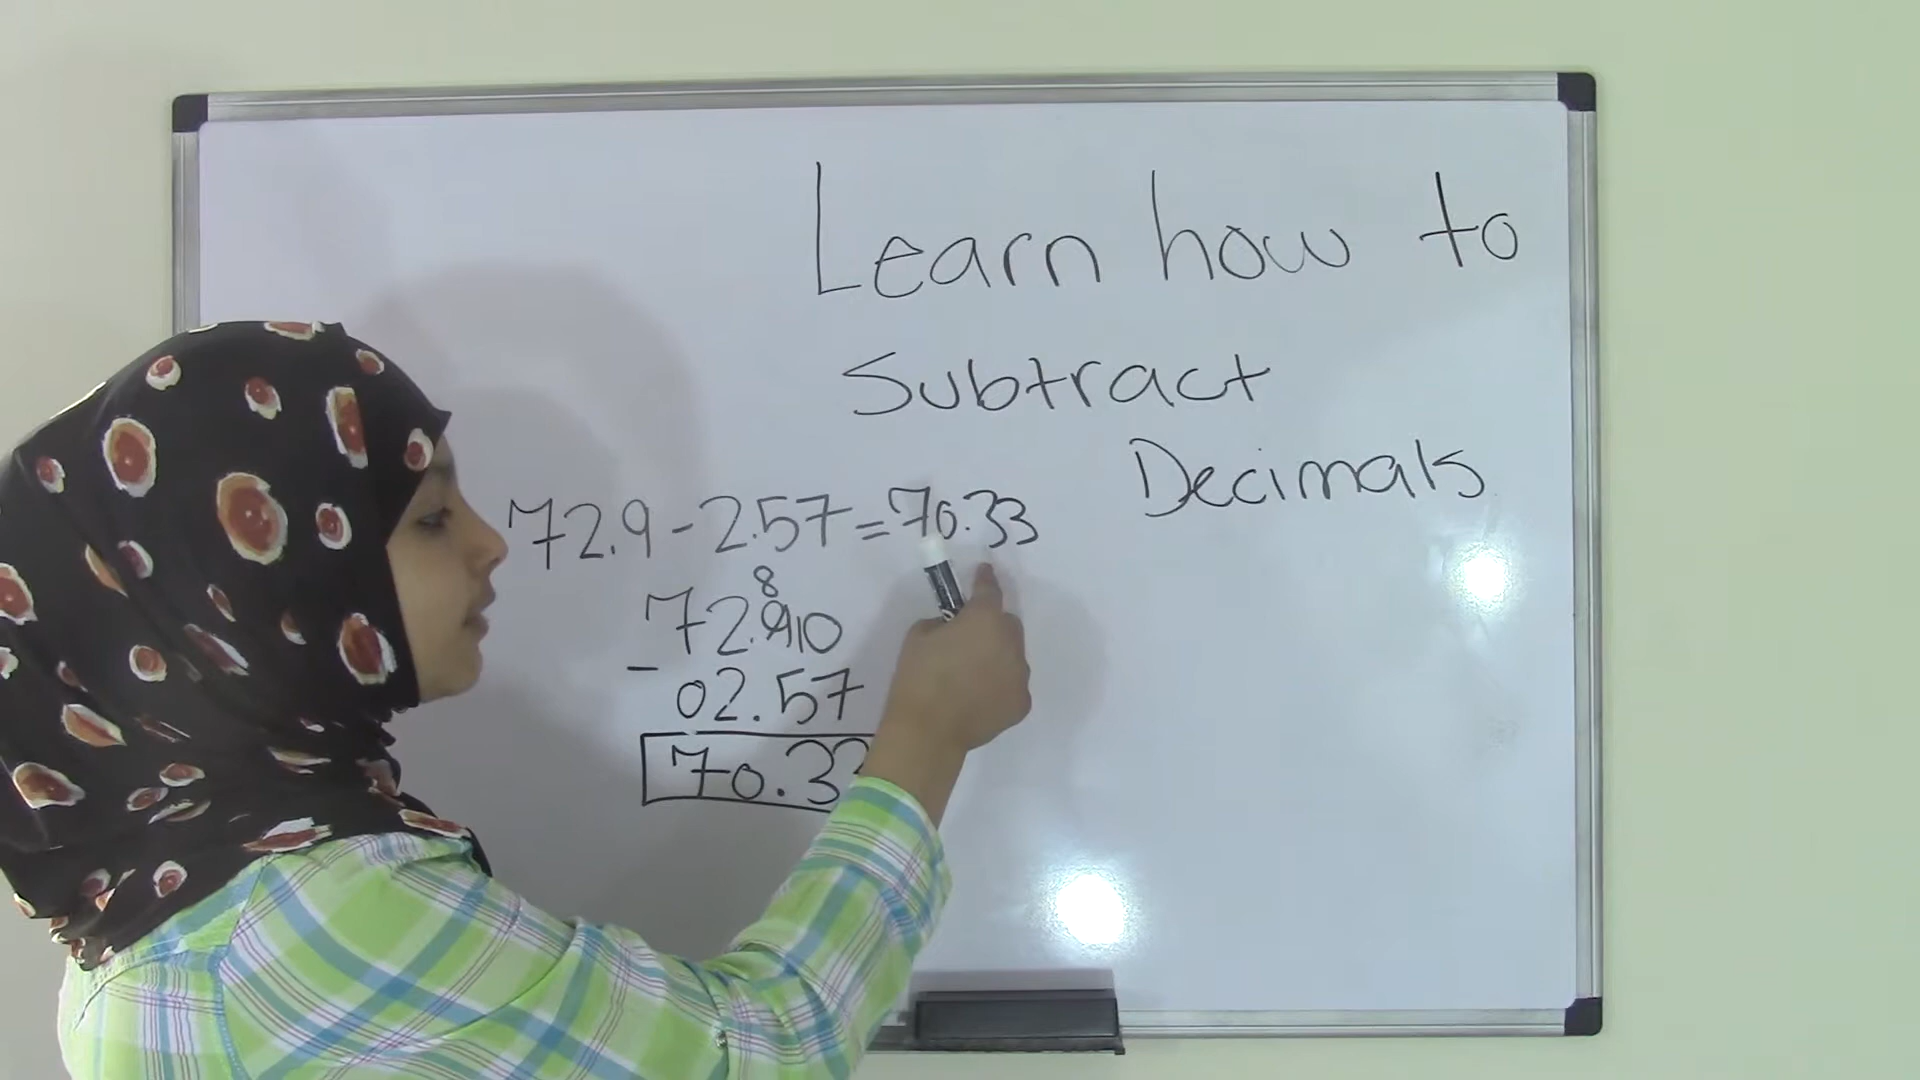 Learn how to
Subtract
Decimals
72.9-2.57=70.33
8
72.910
- 02.57
70.33